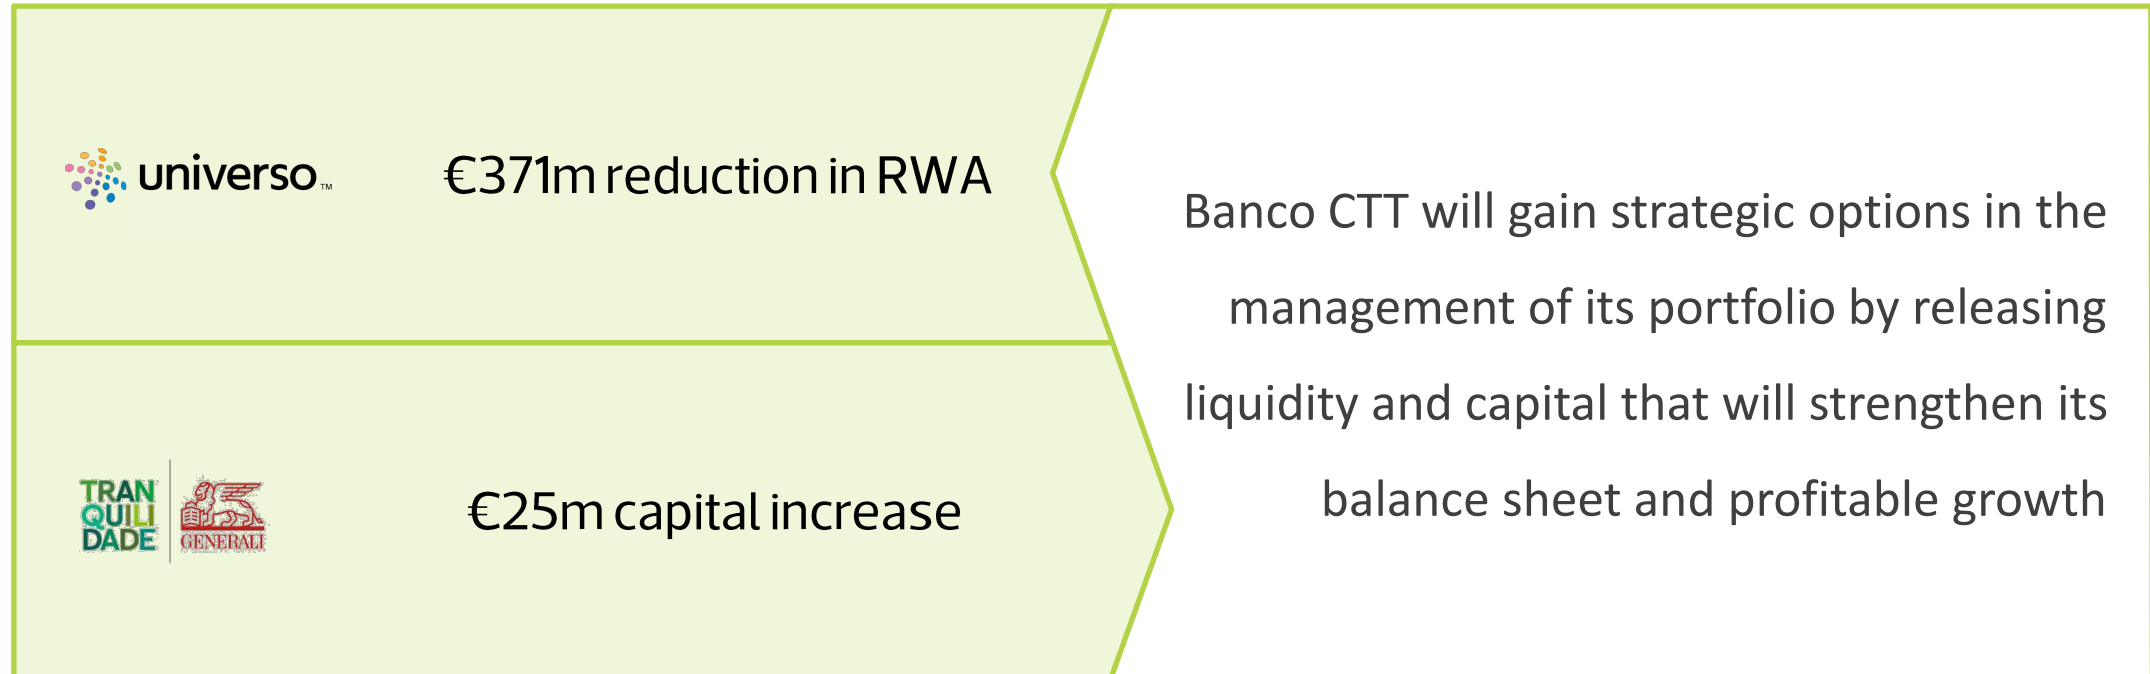 universo™
€371m reduction in RWA
TRAN
QUILI
DADE
GENERALI
€25m capital increase
Banco CTT will gain strategic options in the
management of its portfolio by releasing
liquidity and capital that will strengthen its
balance sheet and profitable growth